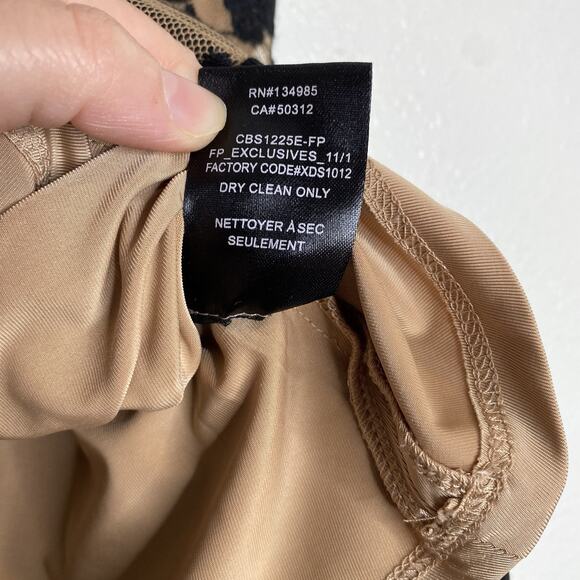 RN#134985
CA#50312
CBS1225E-FP
FP_EXCLUSIVES_11/1
FACTORY CODE#XDS1012
DRY CLEAN ONLY
NETTOYER À SEC
SEULEMENT